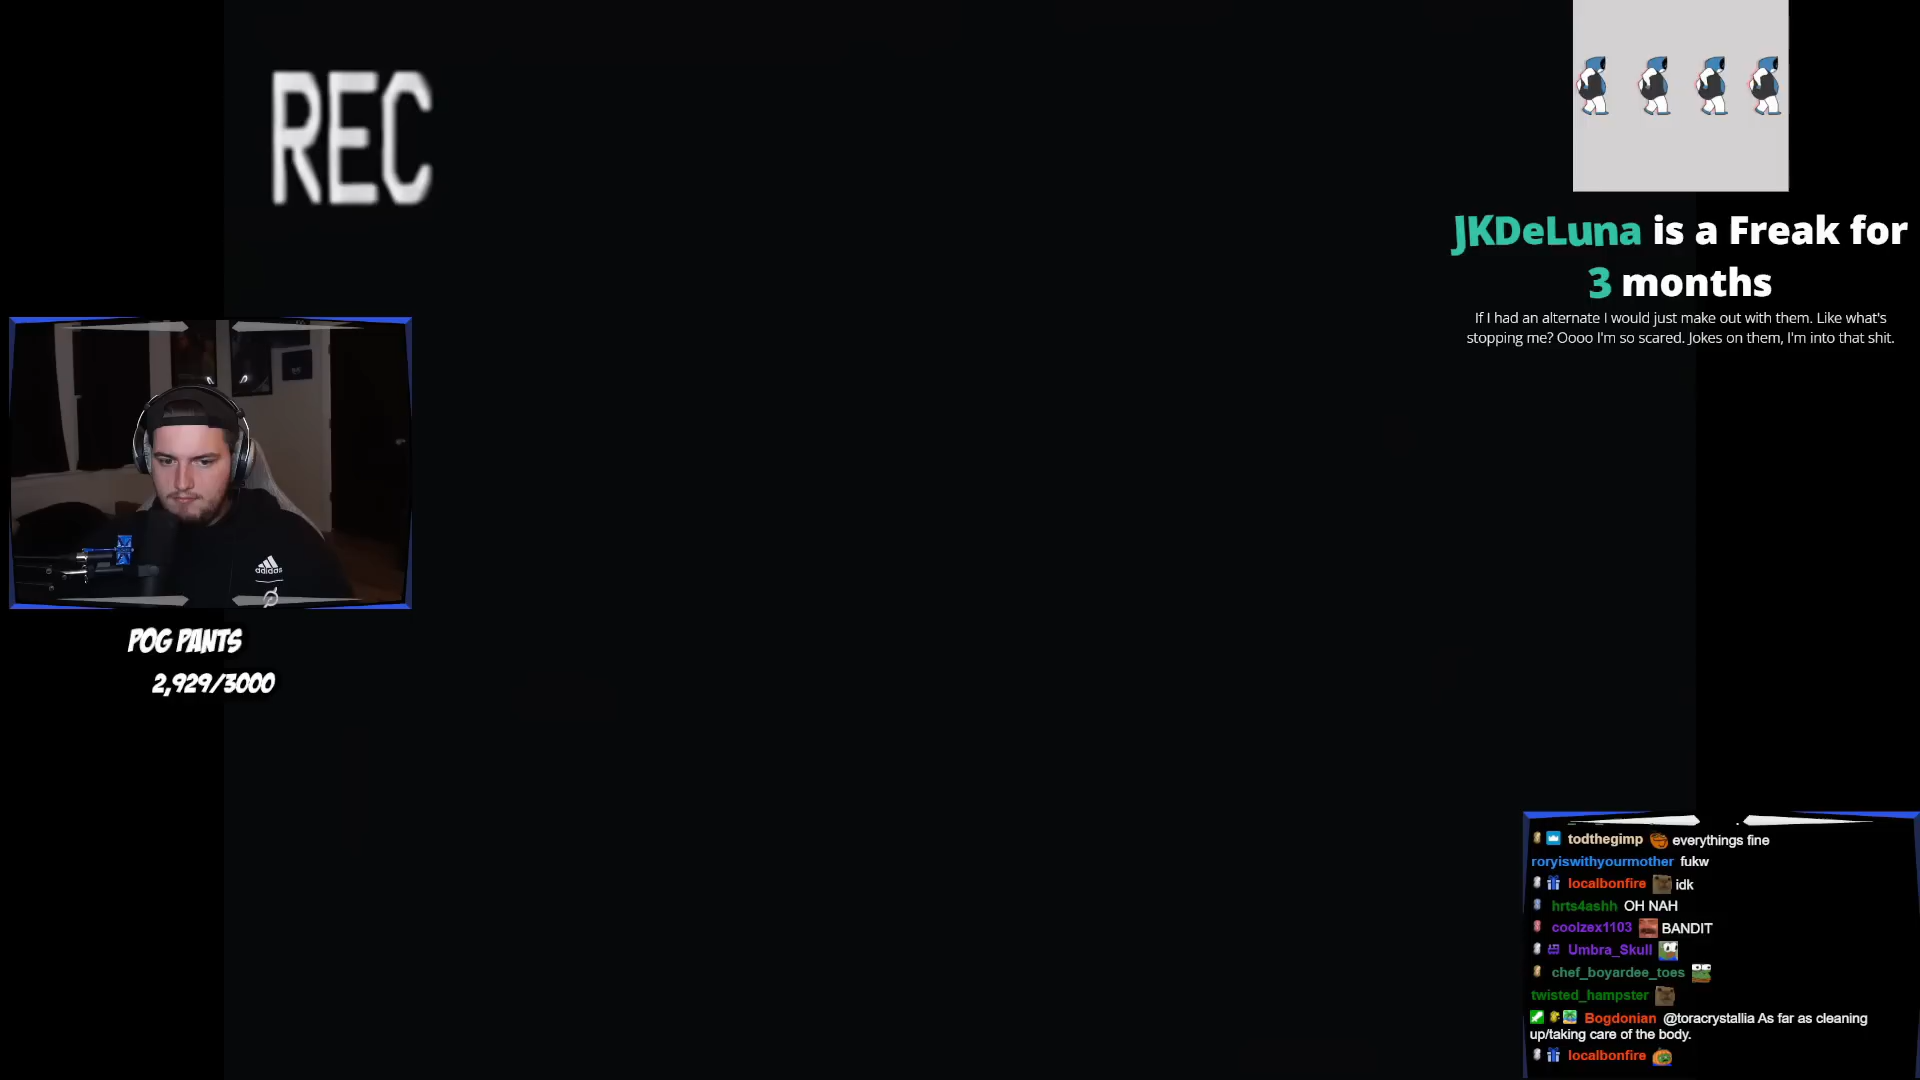 REC
JKDeLuna is a Freak for
3 months
If I had an alternate I would just make out with them. Like what's
stopping me? Oooo I'm so scared. Jokes on them, I'm into that shit.
adidas
POG PANTS
2,929/3000
todthegimp everythings fine
roryiswithyourmother fukw
localbonfire idk
hrts4ashh OH NAH
coolzex1103 BANDIT
Umbra_Skull
chef_boyardee_toes
twisted_hampster
Bogdonian @toracrystallia As far as cleaning
up/taking care of the body.
localbonfire